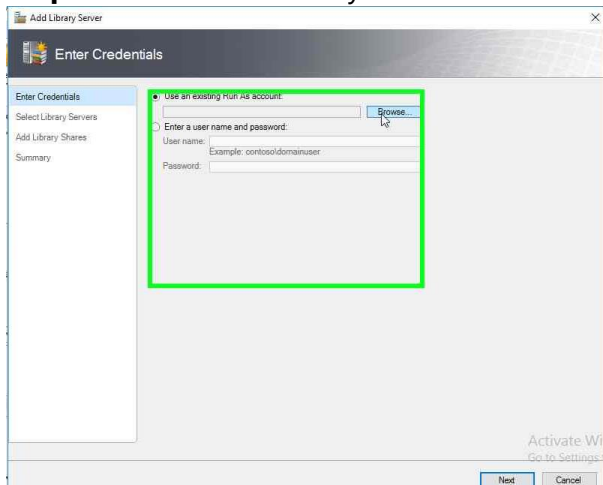 Add Library Server
Enter Credentials
Enter Credentials
Select Library Servers
Add Library Shares
Summary
Use an existing Run As account:
Browse...
Enter a user name and password:
User name:
Example: contoso\domainuser
Password:
Activate Wi
Go to Settings
Next
Cancel